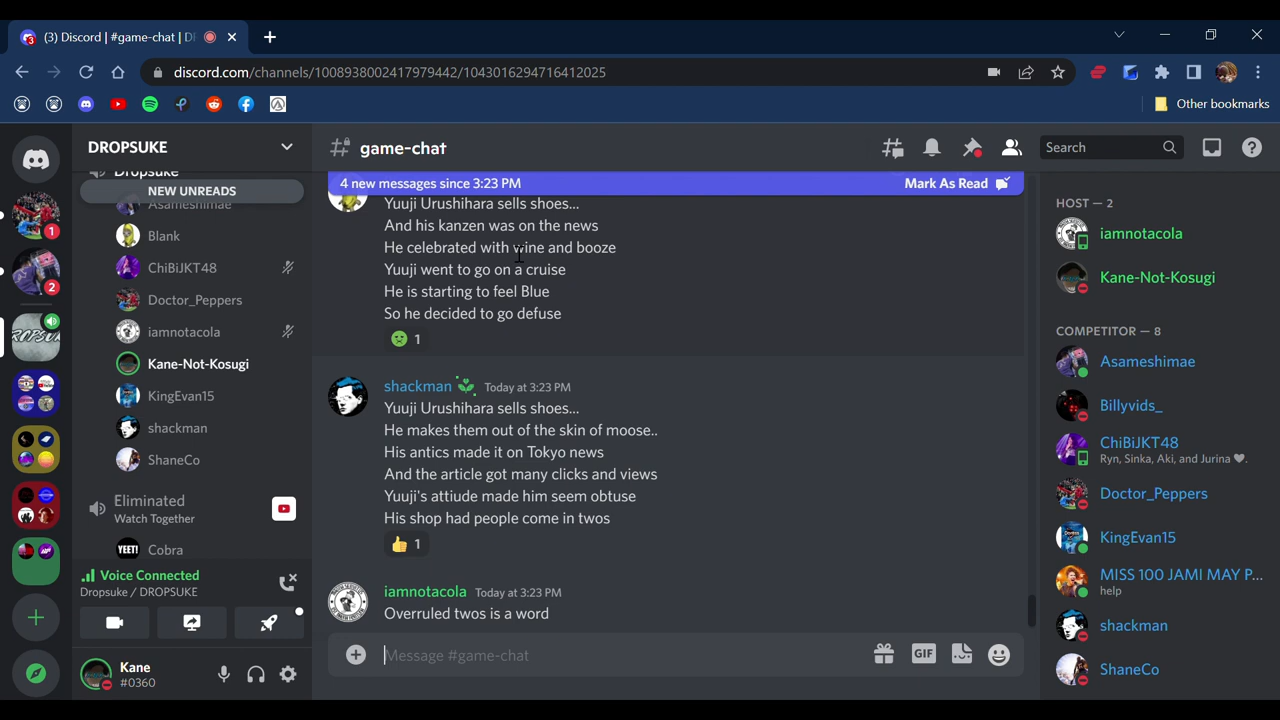 (3) Discord | #game-chat | D
discord.com/channels/1008938002417979442/1043016294716412025
Other bookmarks
DROPSUKE
Dropsuke
NEW UNREADS
Asameshimae
Blank
ChiBiJKT48
Doctor_Peppers
iamnotacola
Kane-Not-Kosugi
KingEvan15
shackman
ShaneCo
Eliminated
Watch Together
YEET!
Cobra
Voice Connected
Dropsuke / DROPSUKE
Kane
#0360
1
2
game-chat
Search
4 new messages since 3:23 PM
Mark As Read
Yuuji Urushihara sells shoes...
And his kanzen was on the news
He celebrated with wine and booze
Yuuji went to go on a cruise
He is starting to feel Blue
So he decided to go defuse
1
shackman Today at 3:23 PM
Yuuji Urushihara sells shoes...
He makes them out of the skin of moose..
His antics made it on Tokyo news
And the article got many clicks and views
Yuuji's attiude made him seem obtuse
His shop had people come in twos
1
iamnotacola Today at 3:23 PM
Overruled twos is a word
Message #game-chat
GIF
HOST — 2
iamnotacola
Kane-Not-Kosugi
COMPETITOR — 8
Asameshimae
Billyvids_
ChiBiJKT48
Ryn, Sinka, Aki, and Jurina
Doctor_Peppers
KingEvan15
MISS 100 JAMI MAY P...
help
shackman
ShaneCo